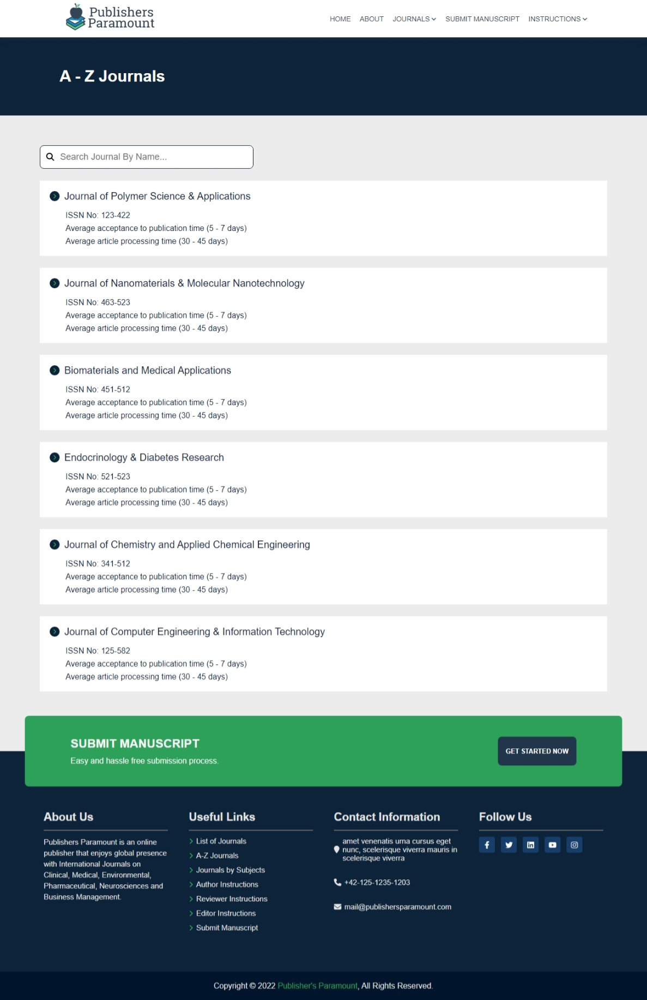 Publishers
Paramount
HOME ABOUT JOURNALS SUBMIT MANUSCRIPT INSTRUCTIONS
A - Z Journals
Search Journal By Name...
Journal of Polymer Science & Applications
ISSN No: 123-422
Average acceptance to publication time (5 - 7 days)
Average article processing time (30 - 45 days)
Journal of Nanomaterials & Molecular Nanotechnology
ISSN No: 463-523
Average acceptance to publication time (5 - 7 days)
Average article processing time (30 - 45 days)
Biomaterials and Medical Applications
ISSN No: 451-512
Average acceptance to publication time (5 - 7 days)
Average article processing time (30 - 45 days)
Endocrinology & Diabetes Research
ISSN No: 521-523
Average acceptance to publication time (5 - 7 days)
Average article processing time (30 - 45 days)
Journal of Chemistry and Applied Chemical Engineering
ISSN No: 341-512
Average acceptance to publication time (5 - 7 days)
Average article processing time (30 - 45 days)
Journal of Computer Engineering & Information Technology
ISSN No: 125-582
Average acceptance to publication time (5 - 7 days)
Average article processing time (30 - 45 days)
SUBMIT MANUSCRIPT
Easy and hassle free submission process.
GET STARTED NOW
About Us
Publishers Paramount is an online
publisher that enjoys global presence
with International Journals on
Clinical, Medical, Environmental,
Pharmaceutical, Neurosciences and
Business Management.
Useful Links
List of Journals
A-Z Journals
Journals by Subjects
Author Instructions
Reviewer Instructions
Editor Instructions
Submit Manuscript
Contact Information
amet venenatis urna cursus eget
nunc, scelerisque viverra mauris in
scelerisque viverra
+42-125-1235-1203
mail@publishersparamount.com
Follow Us
Copyright © 2022 Publisher's Paramount, All Rights Reserved.